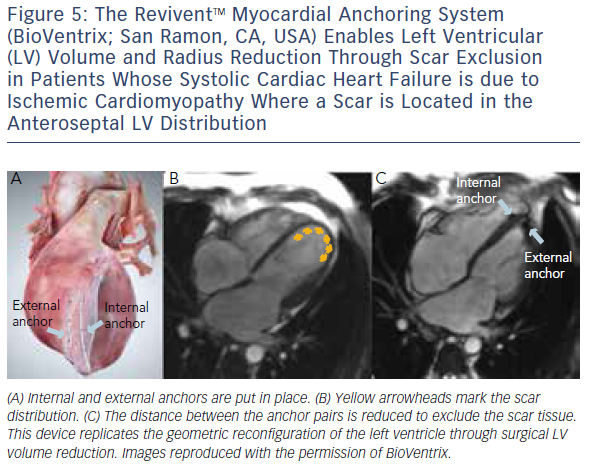 Figure 5: The Revivent™ Myocardial Anchoring System
(BioVentrix; San Ramon, CA, USA) Enables Left Ventricular
(LV) Volume and Radius Reduction Through Scar Exclusion
in Patients Whose Systolic Cardiac Heart Failure is due to
Ischemic Cardiomyopathy Where a Scar is Located in the
Anteroseptal LV Distribution
A
B
C
External
anchor
Internal
anchor
Internal
anchor
External
anchor
(A) Internal and external anchors are put in place. (B) Yellow arrowheads mark the scar
distribution. (C) The distance between the anchor pairs is reduced to exclude the scar tissue.
This device replicates the geometric reconfiguration of the left ventricle through surgical LV
volume reduction. Images reproduced with the permission of BioVentrix.